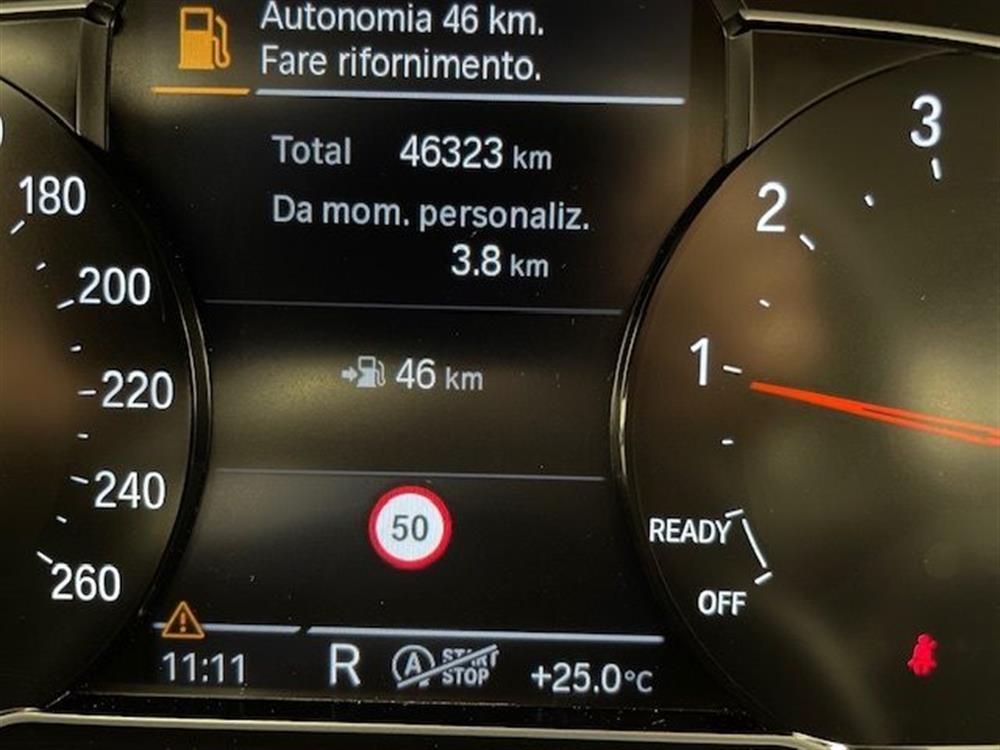 Autonomia 46 km.
Fare rifornimento.
Total 46323 km
Da mom. personaliz.
3.8 km
46 km
50
11:11 R A START STOP +25.0°C
180
200
220
240
260
3
2
1
READY
OFF